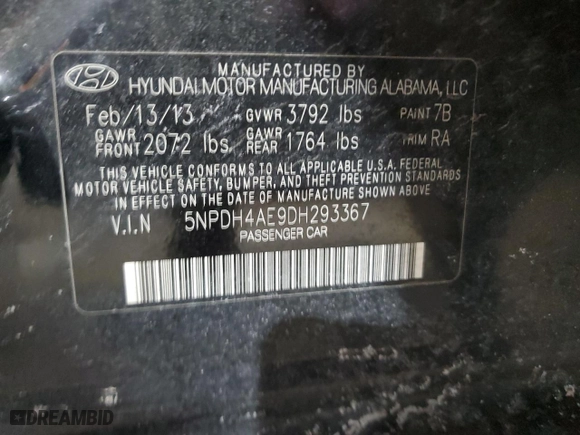 MANUFACTURED BY
HYUNDAI MOTOR MANUFACTURING ALABAMA, LLC
Feb/13/13 GVWR 3792 lbs PAINT 7B
GAWR FRONT 2072 lbs. GAWR REAR 1764 lbs TRIM RA
THIS VEHICLE CONFORMS TO ALL APPLICABLE U.S.A. FEDERAL
MOTOR VEHICLE SAFETY, BUMPER, AND THEFT PREVENTION
STANDARDS IN EFFECT ON THE DATE OF MANUFACTURE SHOWN ABOVE
V.I.N 5NPDH4AE9DH293367
PASSENGER CAR
DREAMBID